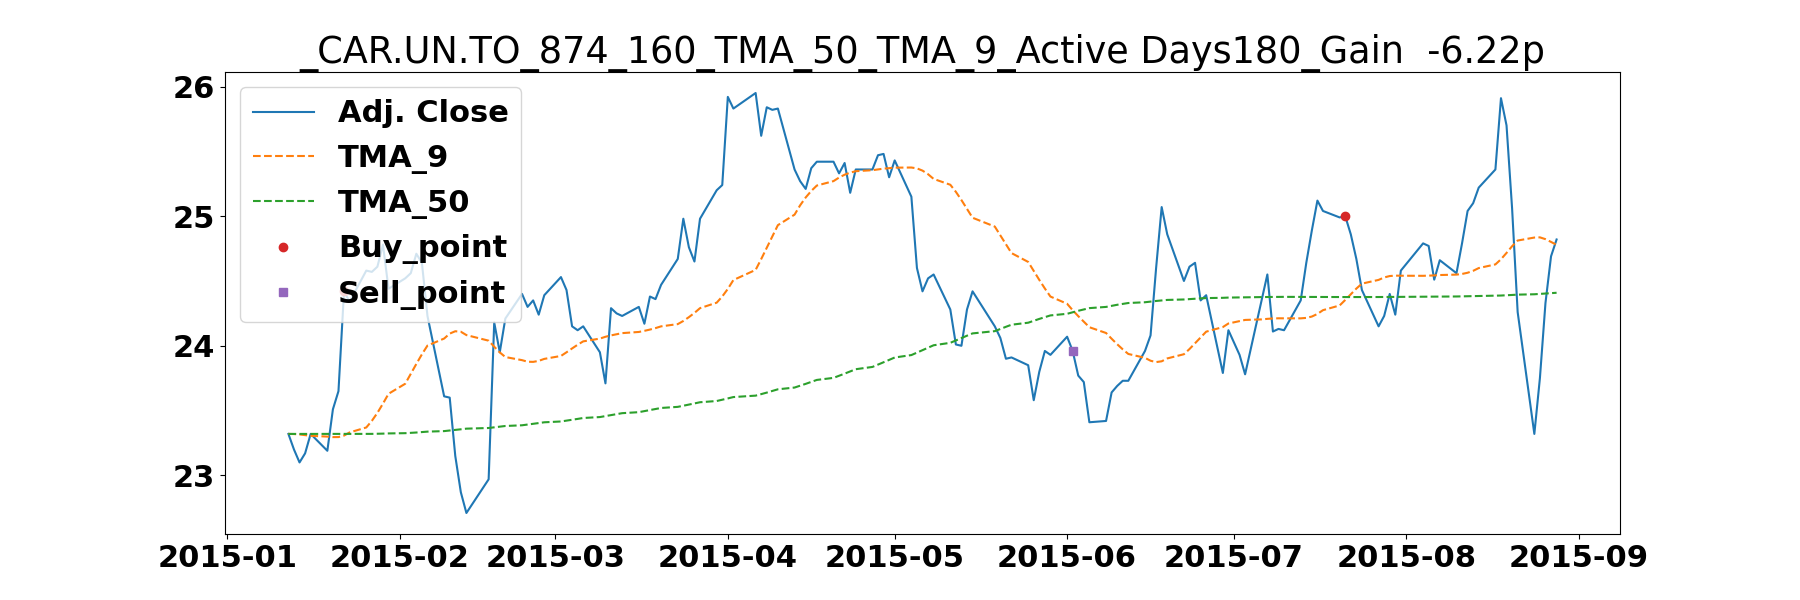 _CAR.UN.TO_874_160_TMA_50_TMA_9_Active Days180_Gain  -6.22p
26
25
24
23
Adj. Close
TMA_9
TMA_50
Buy_point
Sell_point
2015-01 2015-02 2015-03 2015-04 2015-05 2015-06 2015-07 2015-08 2015-09